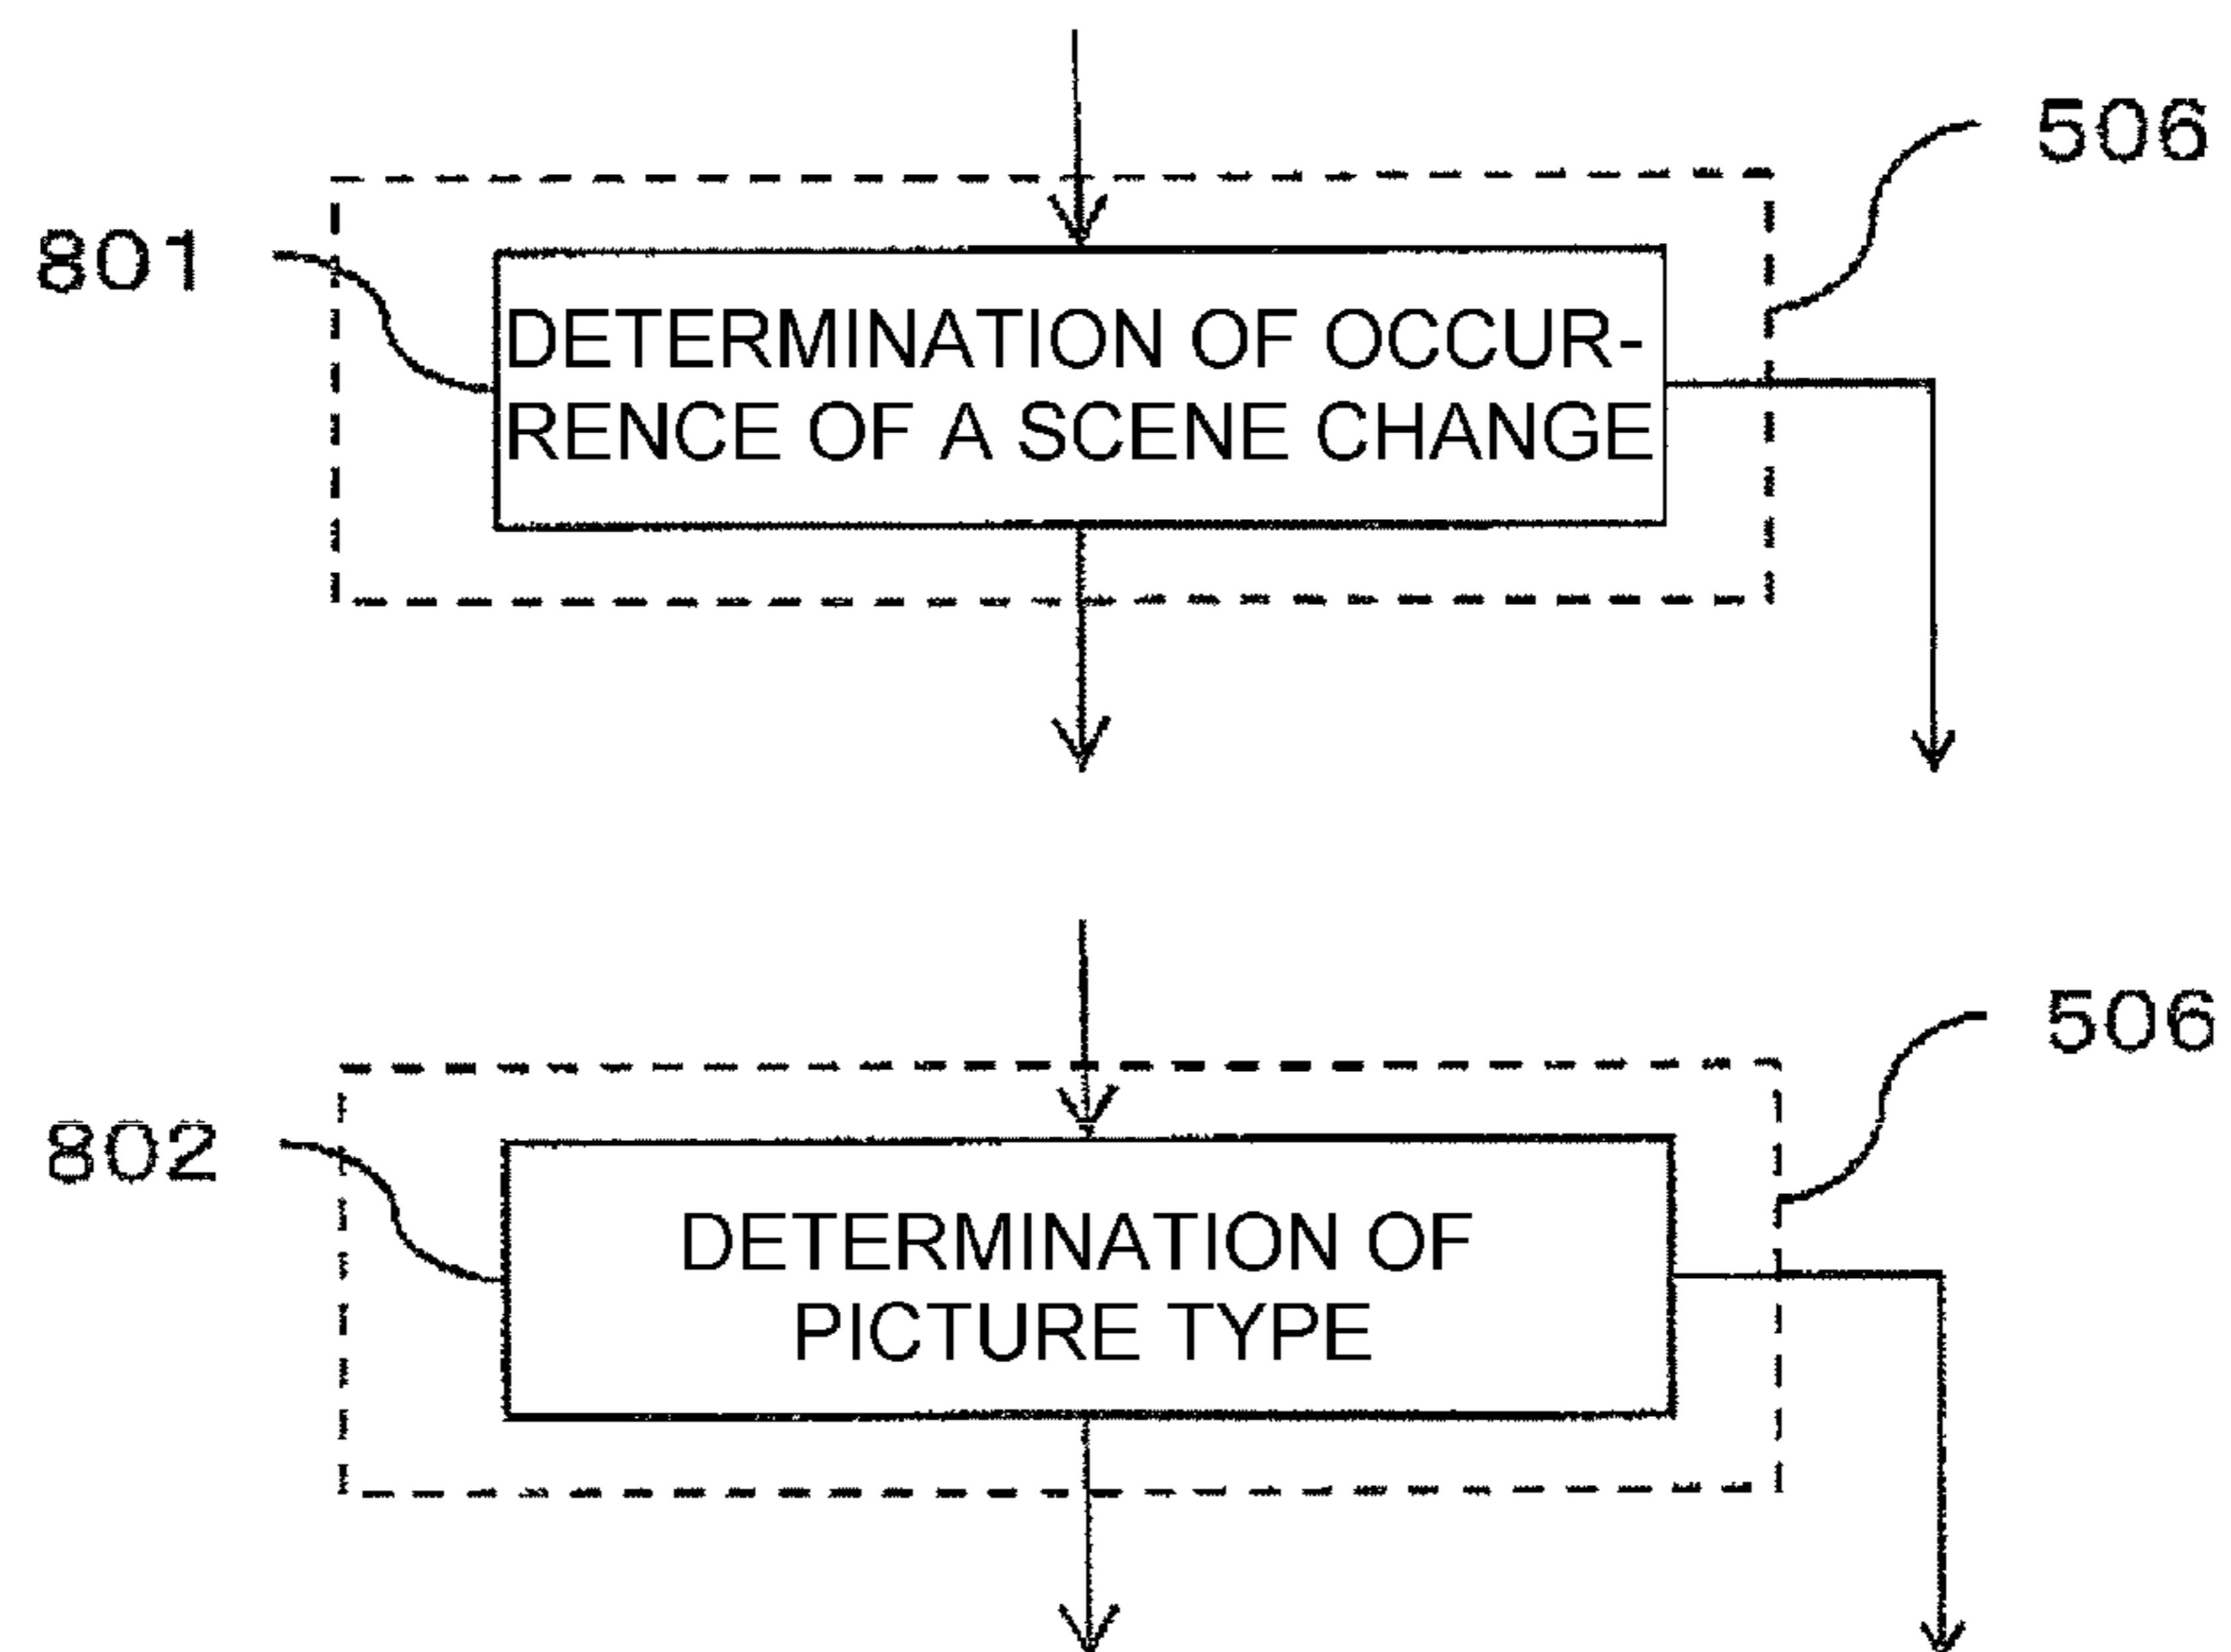 506
801
DETERMINATION OF OCCUR-
RENCE OF A SCENE CHANGE
506
802
DETERMINATION OF
PICTURE TYPE